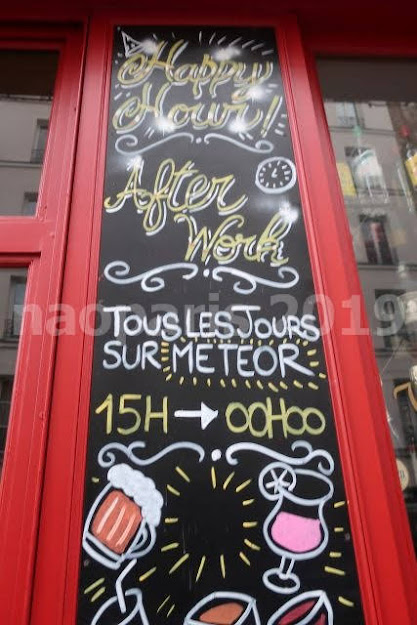 Happy
Hour!
After
Work
TOUS LES JOURS
SUR METEOR
15H → 00H00
naoparis 2019